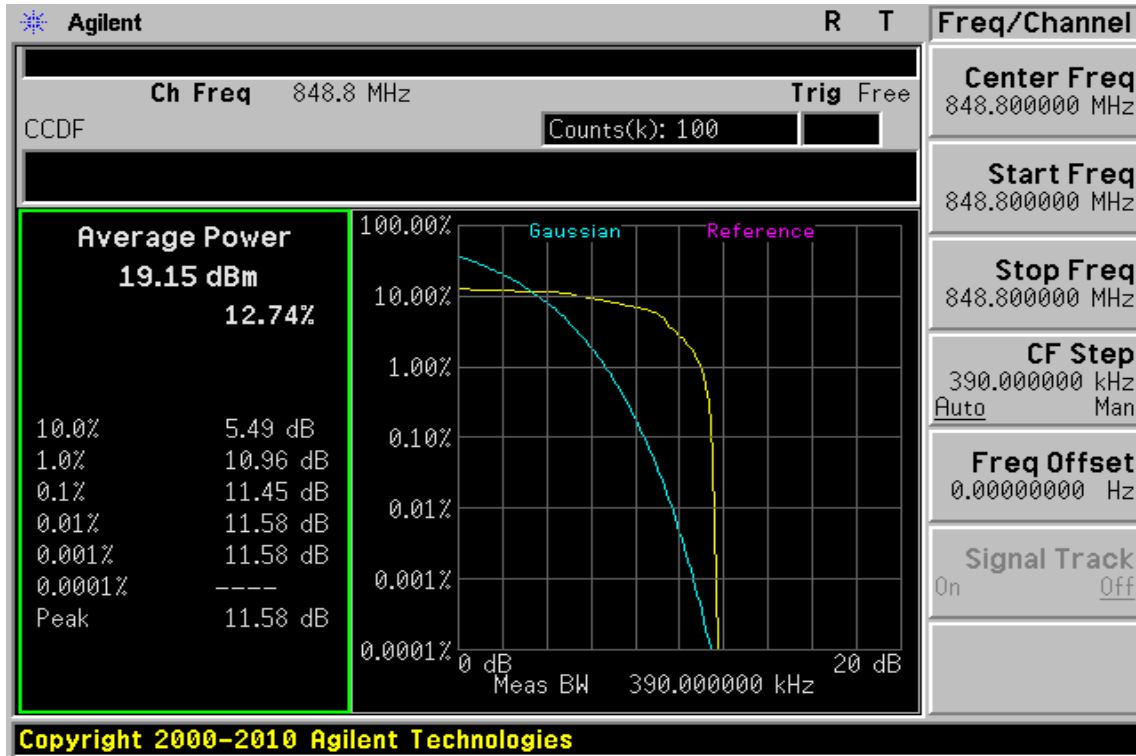 Agilent R T
Ch Freq 848.8 MHz Trig Free
CCDF Counts(k): 100
Average Power
19.15 dBm
12.74%
10.0% 5.49 dB
1.0% 10.96 dB
0.1% 11.45 dB
0.01% 11.58 dB
0.001% 11.58 dB
0.0001% ----
Peak 11.58 dB
Gaussian Reference
100.00%
10.00%
1.00%
0.10%
0.01%
0.001%
0.0001%
0 dB 20 dB
Meas BW 390.000000 kHz
Freq/Channel
Center Freq
848.800000 MHz
Start Freq
848.800000 MHz
Stop Freq
848.800000 MHz
CF Step
390.000000 kHz
Auto Man
Freq Offset
0.00000000 Hz
Signal Track
On Off
Copyright 2000-2010 Agilent Technologies